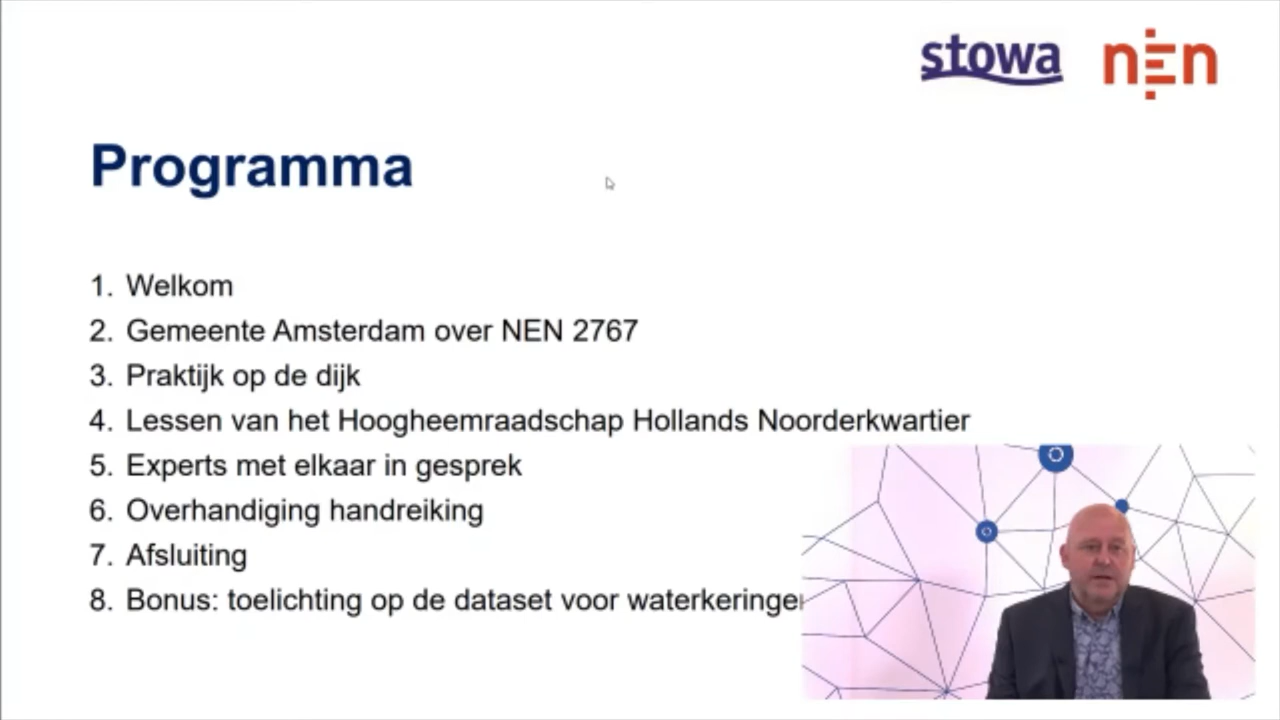 stowa nen
Programma
1. Welkom
2. Gemeente Amsterdam over NEN 2767
3. Praktijk op de dijk
4. Lessen van het Hoogheemraadschap Hollands Noorderkwartier
5. Experts met elkaar in gesprek
6. Overhandiging handreiking
7. Afsluiting
8. Bonus: toelichting op de dataset voor waterkeringe